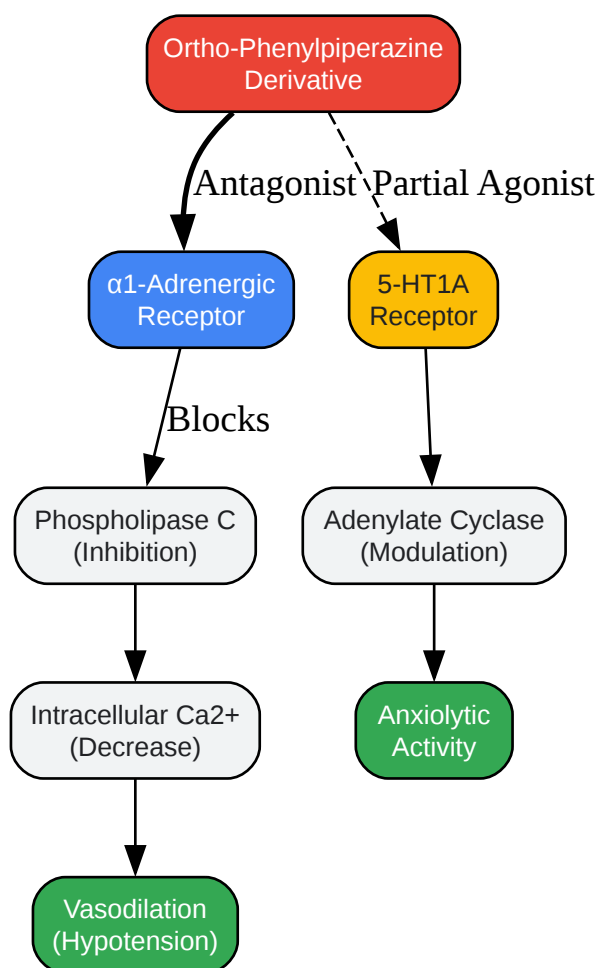 Ortho-Phenylpiperazine
Derivative
Antagonist
Partial Agonist
α1-Adrenergic
Receptor
5-HT1A
Receptor
Blocks
Phospholipase C
(Inhibition)
Adenylate Cyclase
(Modulation)
Intracellular Ca2+
(Decrease)
Anxiolytic
Activity
Vasodilation
(Hypotension)